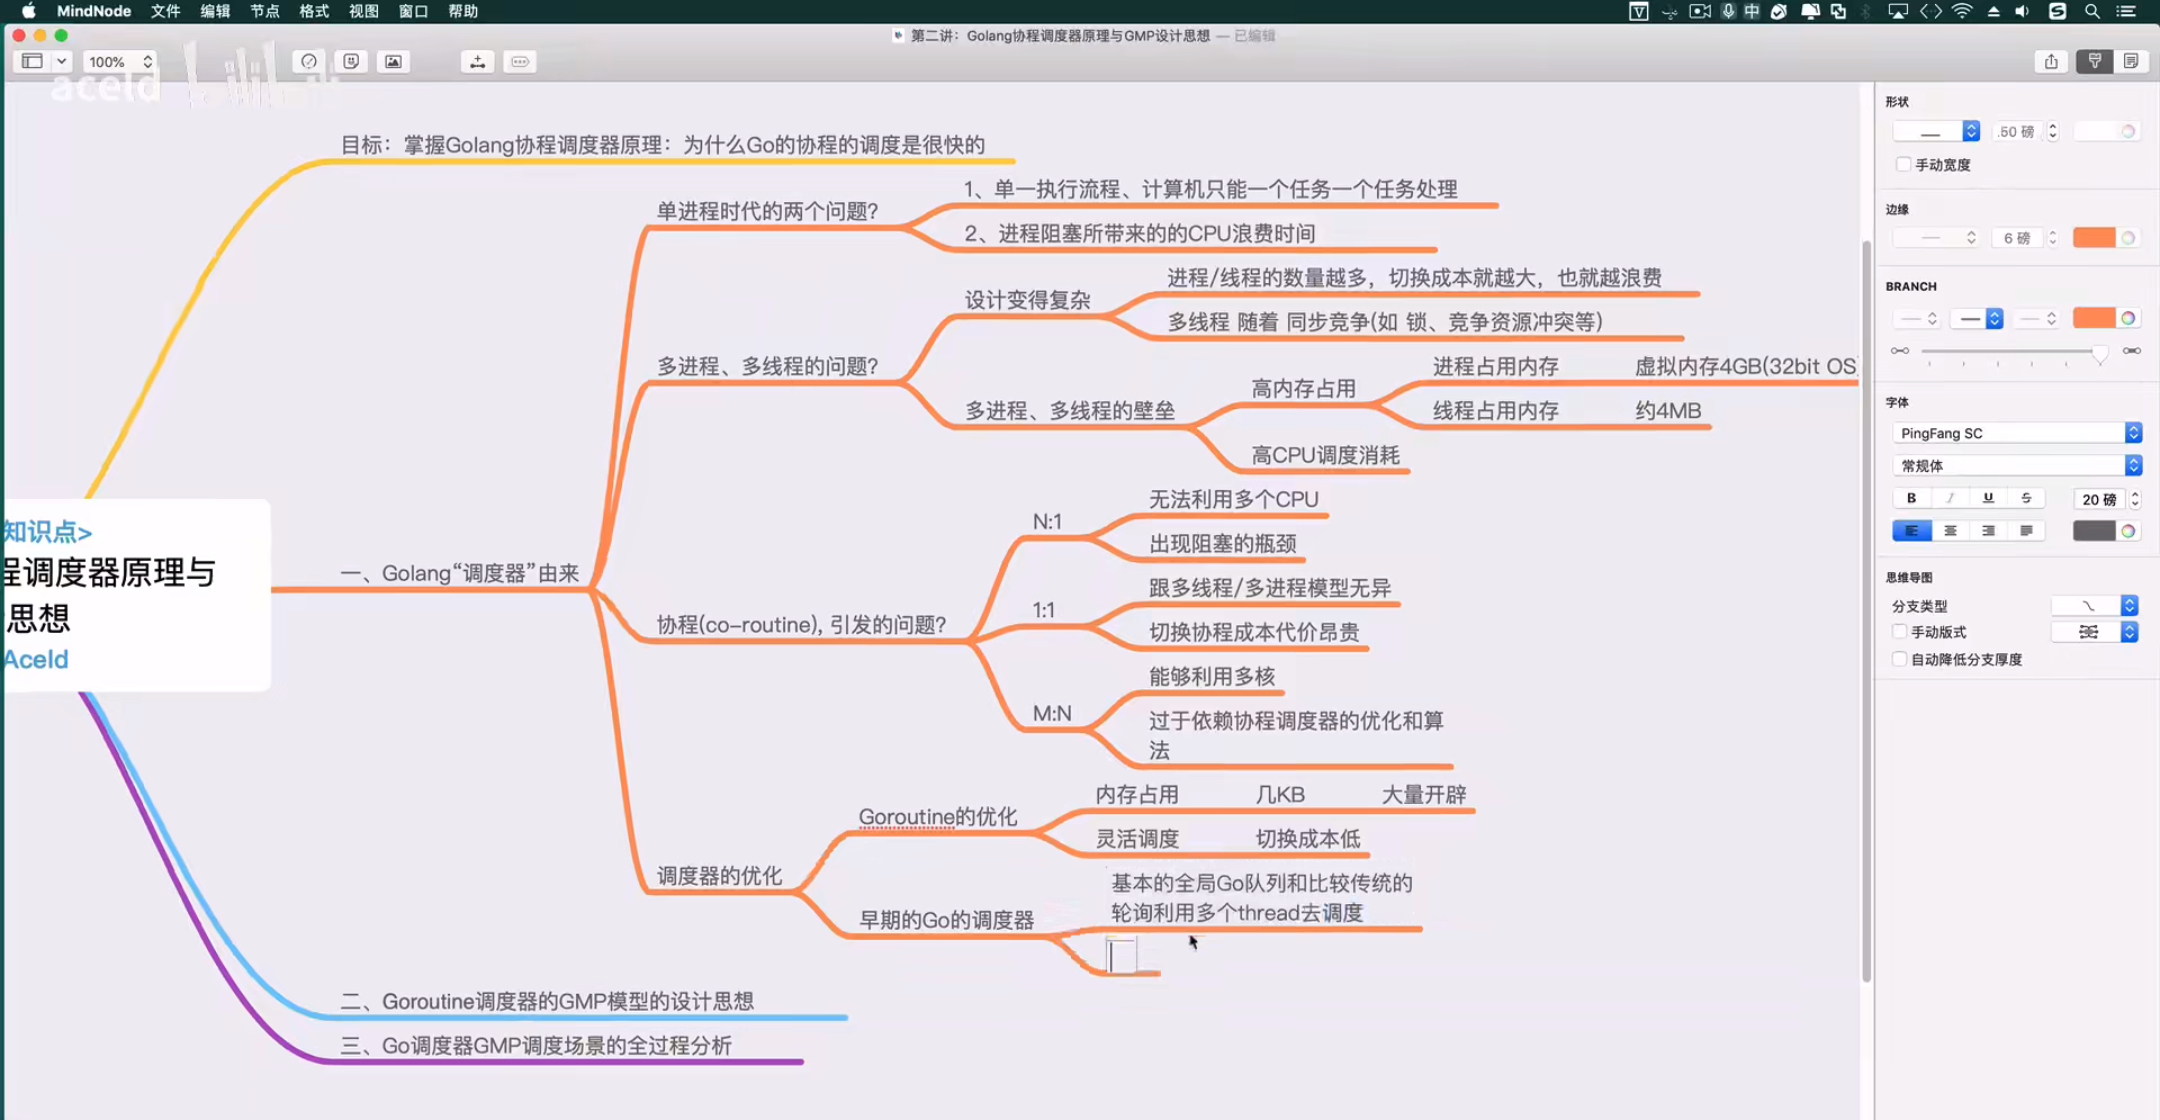 MindNode 文件 编辑 节点 格式 视图 窗口 帮助
中
第二讲：Golang协程调度器原理与GMP设计思想 — 已编辑
100%
aceld bilibili
目标：掌握Golang协程调度器原理：为什么Go的协程的调度是很快的
单进程时代的两个问题?
1、单一执行流程、计算机只能一个任务一个任务处理
2、进程阻塞所带来的的CPU浪费时间
多进程、多线程的问题?
设计变得复杂
进程/线程的数量越多，切换成本就越大，也就越浪费
多线程 随着 同步竞争(如 锁、竞争资源冲突等)
多进程、多线程的壁垒
高内存占用
进程占用内存
虚拟内存4GB(32bit OS)
线程占用内存
约4MB
高CPU调度消耗
知识点>
程调度器原理与
思想
Aceld
一、Golang“调度器”由来
协程(co-routine), 引发的问题?
N:1
无法利用多个CPU
出现阻塞的瓶颈
1:1
跟多线程/多进程模型无异
切换协程成本代价昂贵
M:N
能够利用多核
过于依赖协程调度器的优化和算
法
调度器的优化
Goroutine的优化
内存占用
几KB
大量开辟
灵活调度
切换成本低
早期的Go的调度器
基本的全局Go队列和比较传统的
轮询利用多个thread去调度
二、Goroutine调度器的GMP模型的设计思想
三、Go调度器GMP调度场景的全过程分析
形状
.50 磅
手动宽度
边缘
6 磅
BRANCH
字体
PingFang SC
常规体
B I U S
20 磅
思维导图
分支类型
手动版式
自动降低分支厚度